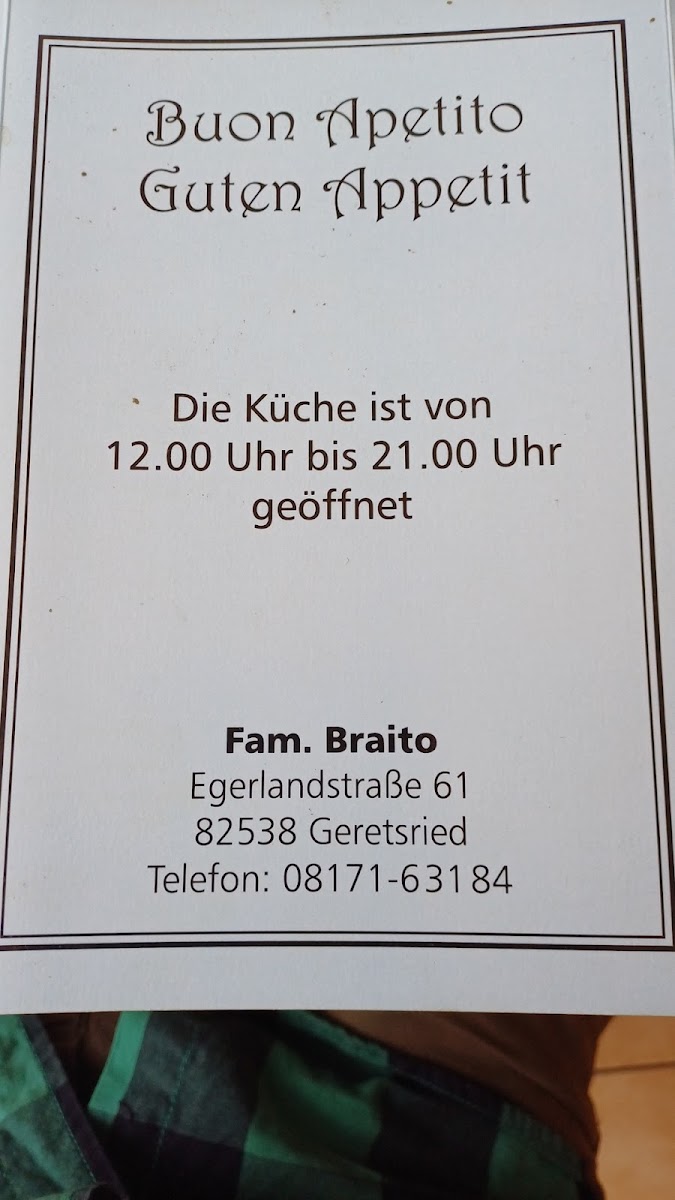 Buon Apetito
Guten Appetit
Die Küche ist von
12.00 Uhr bis 21.00 Uhr
geöffnet
Fam. Braito
Egerlandstraße 61
82538 Geretsried
Telefon: 08171-63184